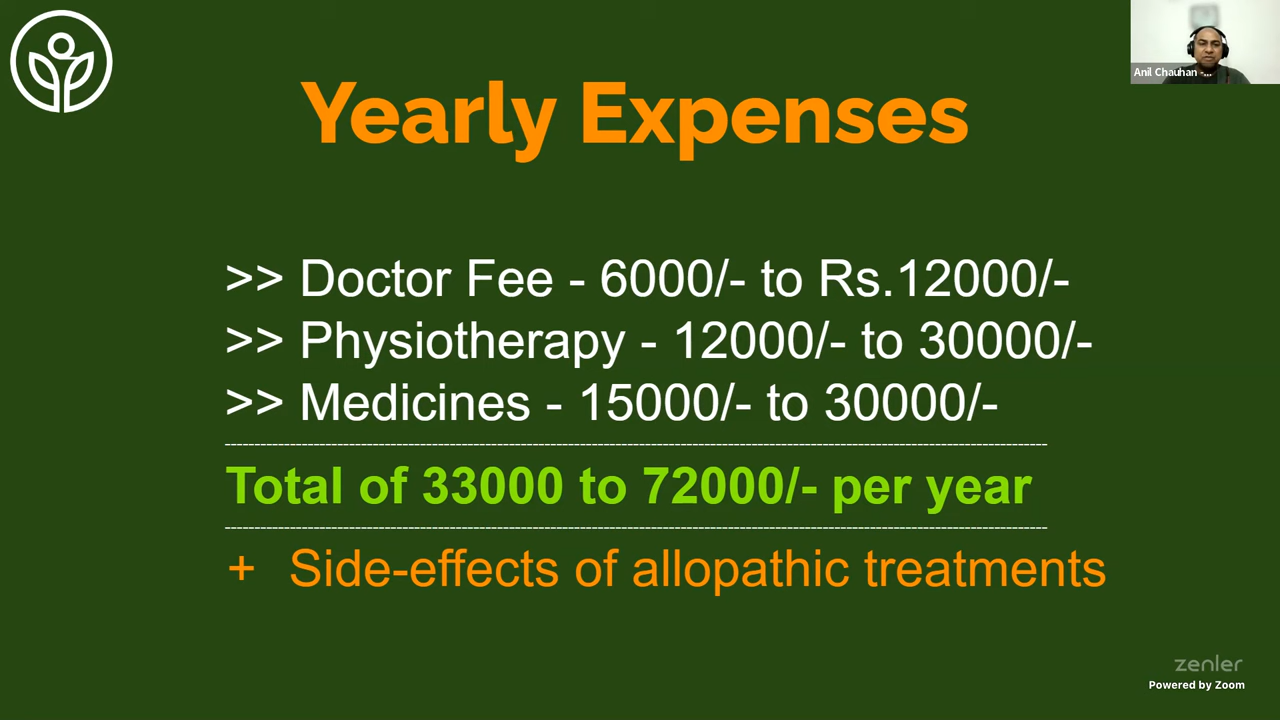 Anil Chauhan -...
Yearly Expenses
>> Doctor Fee - 6000/- to Rs.12000/-
>> Physiotherapy - 12000/- to 30000/-
>> Medicines - 15000/- to 30000/-
Total of 33000 to 72000/- per year
+ Side-effects of allopathic treatments
zenler
Powered by Zoom